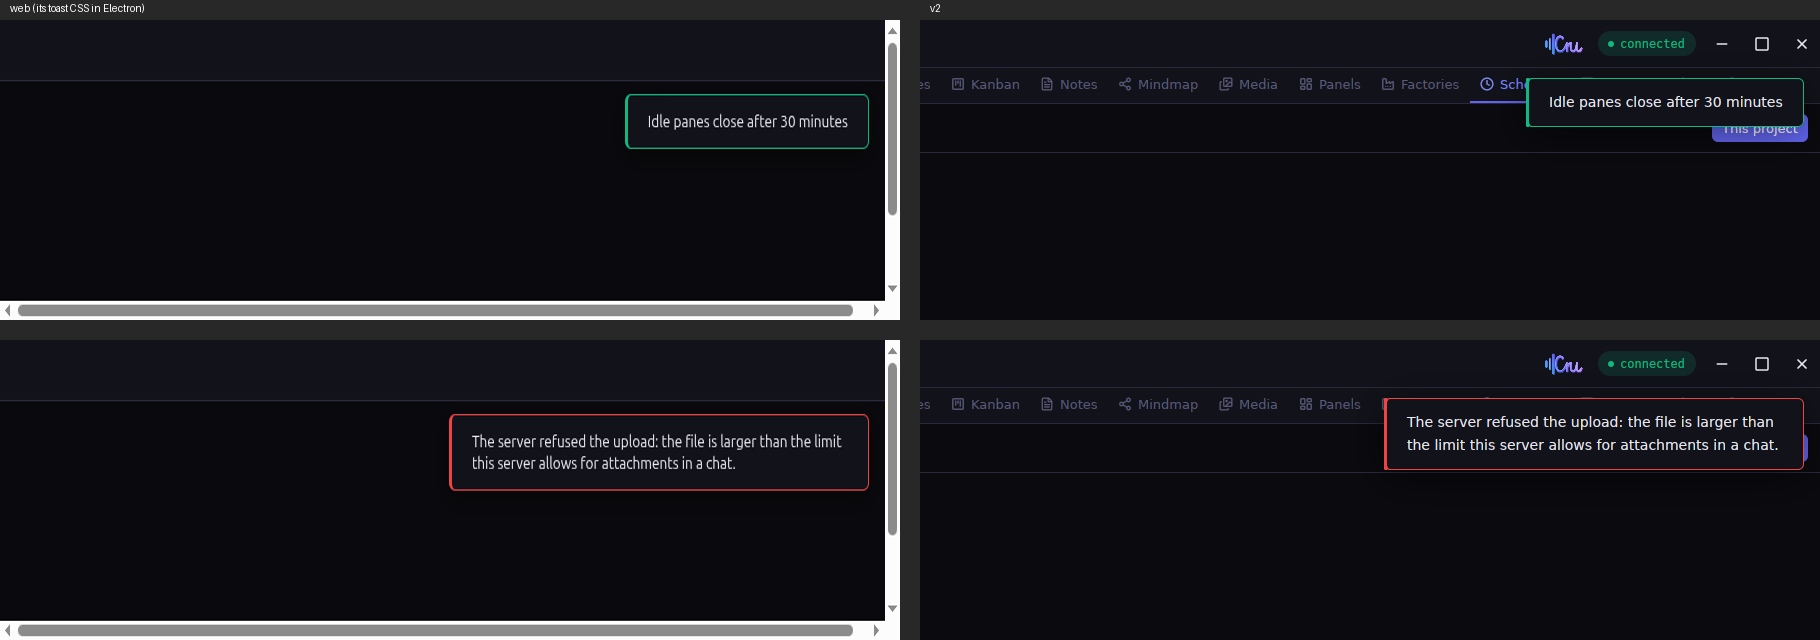 web (its toast CSS in Electron)
Idle panes close after 30 minutes
v2
Cru
connected
es Kanban Notes Mindmap Media Panels Factories
Idle panes close after 30 minutes
This project
The server refused the upload: the file is larger than the limit
this server allows for attachments in a chat.
Cru
connected
es Kanban Notes Mindmap Media Panels
The server refused the upload: the file is larger than
the limit this server allows for attachments in a chat.